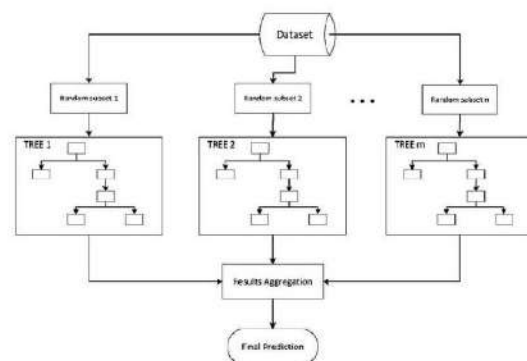 Dataset
Random subset 1
Random subset 2
...
Random subset n
TREE 1
TREE 2
TREE m
Results Aggregation
Final Prediction